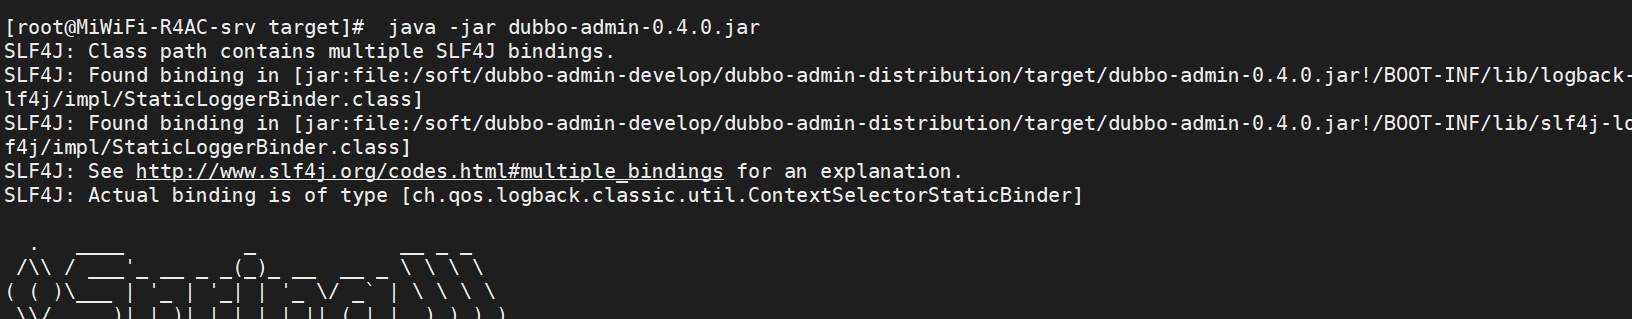 [root@MiWiFi-R4AC-srv target]#  java -jar dubbo-admin-0.4.0.jar
SLF4J: Class path contains multiple SLF4J bindings.
SLF4J: Found binding in [jar:file:/soft/dubbo-admin-develop/dubbo-admin-distribution/target/dubbo-admin-0.4.0.jar!/BOOT-INF/lib/logback-
lf4j/impl/StaticLoggerBinder.class]
SLF4J: Found binding in [jar:file:/soft/dubbo-admin-develop/dubbo-admin-distribution/target/dubbo-admin-0.4.0.jar!/BOOT-INF/lib/slf4j-lo
f4j/impl/StaticLoggerBinder.class]
SLF4J: See http://www.slf4j.org/codes.html#multiple_bindings for an explanation.
SLF4J: Actual binding is of type [ch.qos.logback.classic.util.ContextSelectorStaticBinder]
  .   ____          _            __ _ _
 /\\ / ___'_ __ _ _(_)_ __  __ _ \ \ \ \
( ( )\___ | '_ | '_| | '_ \/ _` | \ \ \ \